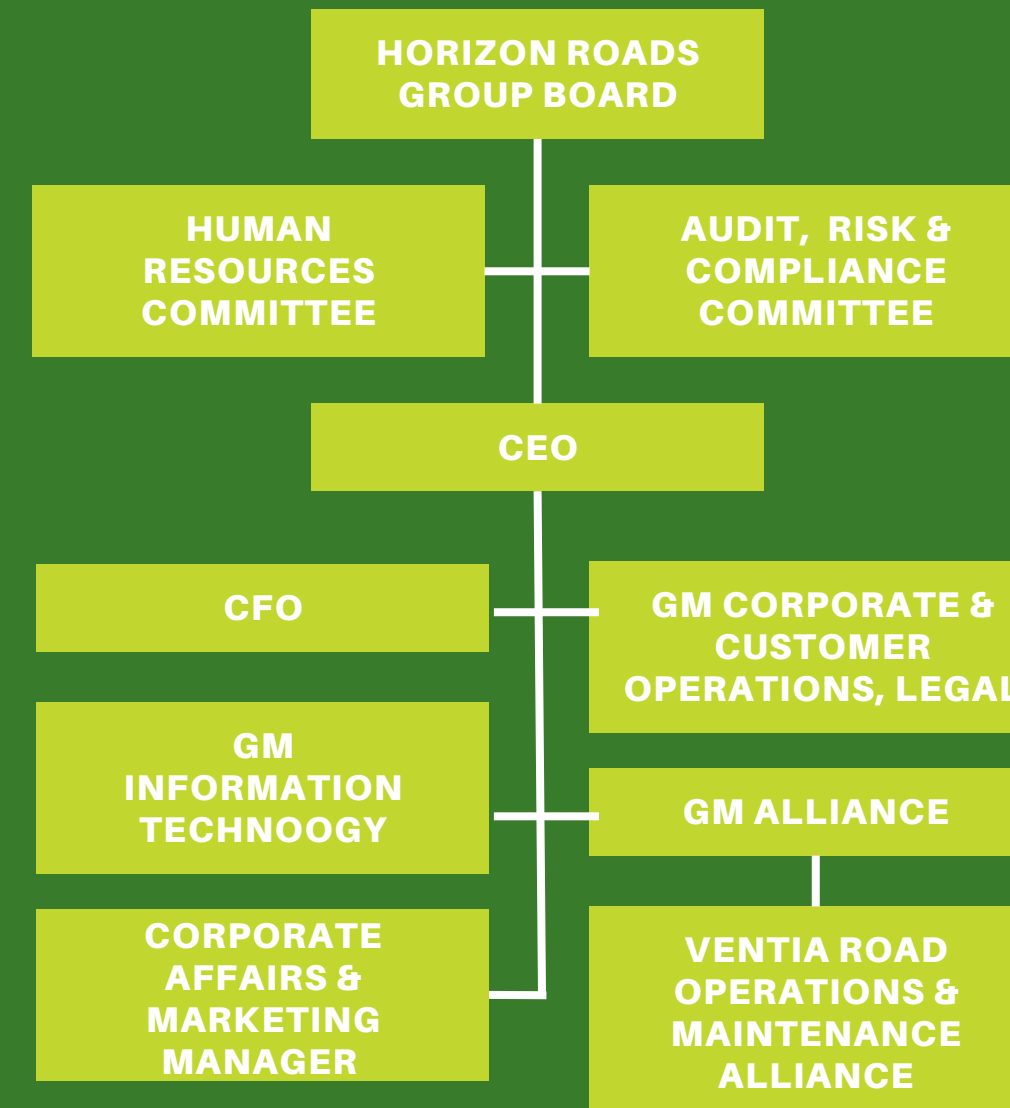 HORIZON ROADS
GROUP BOARD
HUMAN
RESOURCES
COMMITTEE
AUDIT, RISK &
COMPLIANCE
COMMITTEE
CEO
CFO
GM CORPORATE &
CUSTOMER
OPERATIONS, LEGAL
GM
INFORMATION
TECHNOOGY
GM ALLIANCE
CORPORATE
AFFAIRS &
MARKETING
MANAGER
VENTIA ROAD
OPERATIONS &
MAINTENANCE
ALLIANCE